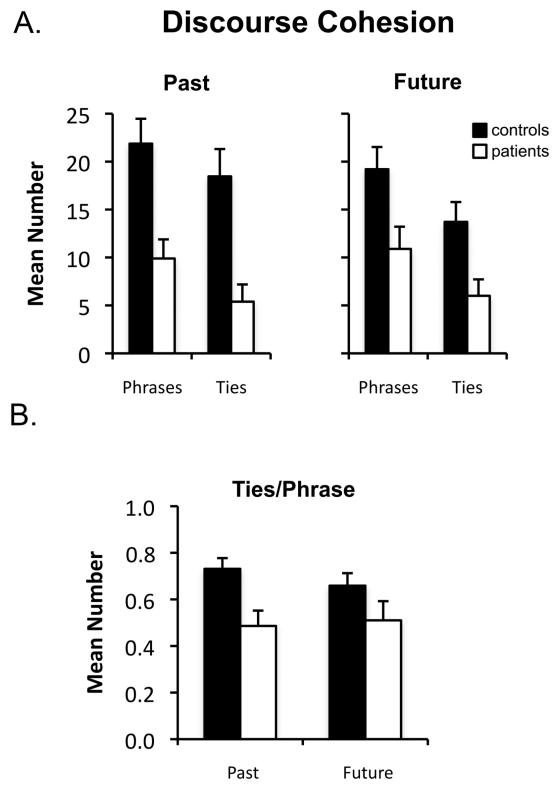 A.
Discourse Cohesion
Past
Future
Mean Number
25
20
15
10
5
0
controls
patients
Phrases Ties
Phrases Ties
B.
Ties/Phrase
Mean Number
1.0
0.8
0.6
0.4
0.2
0.0
Past Future